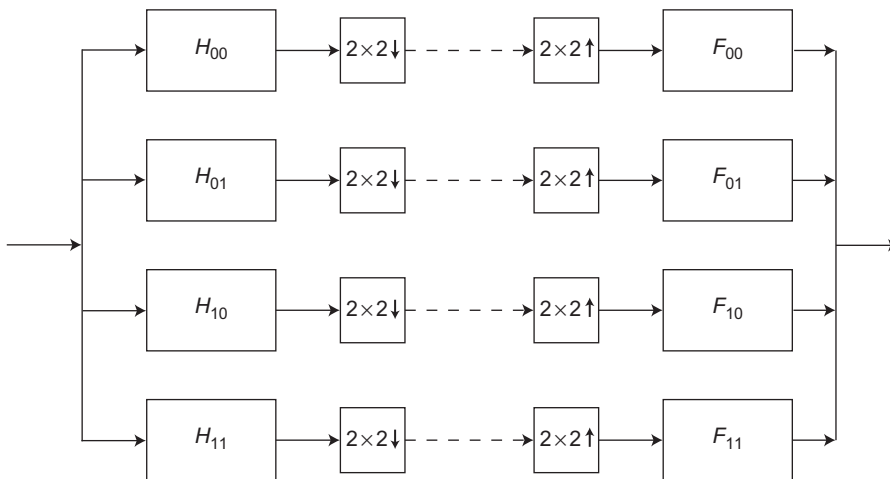 H₀₀ 2×2↓ 2×2↑ F₀₀
H₀₁ 2×2↓ 2×2↑ F₀₁
H₁₀ 2×2↓ 2×2↑ F₁₀
H₁₁ 2×2↓ 2×2↑ F₁₁